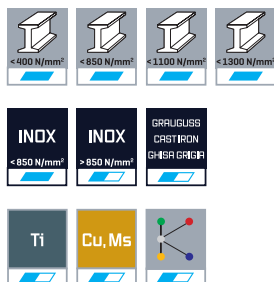 <400 N/mm² <850 N/mm² <1100 N/mm² <1300 N/mm²
INOX INOX GRAUGUSS
CAST IRON
GHISA GRIGIA
<850 N/mm² >850 N/mm²
Ti Cu, Ms